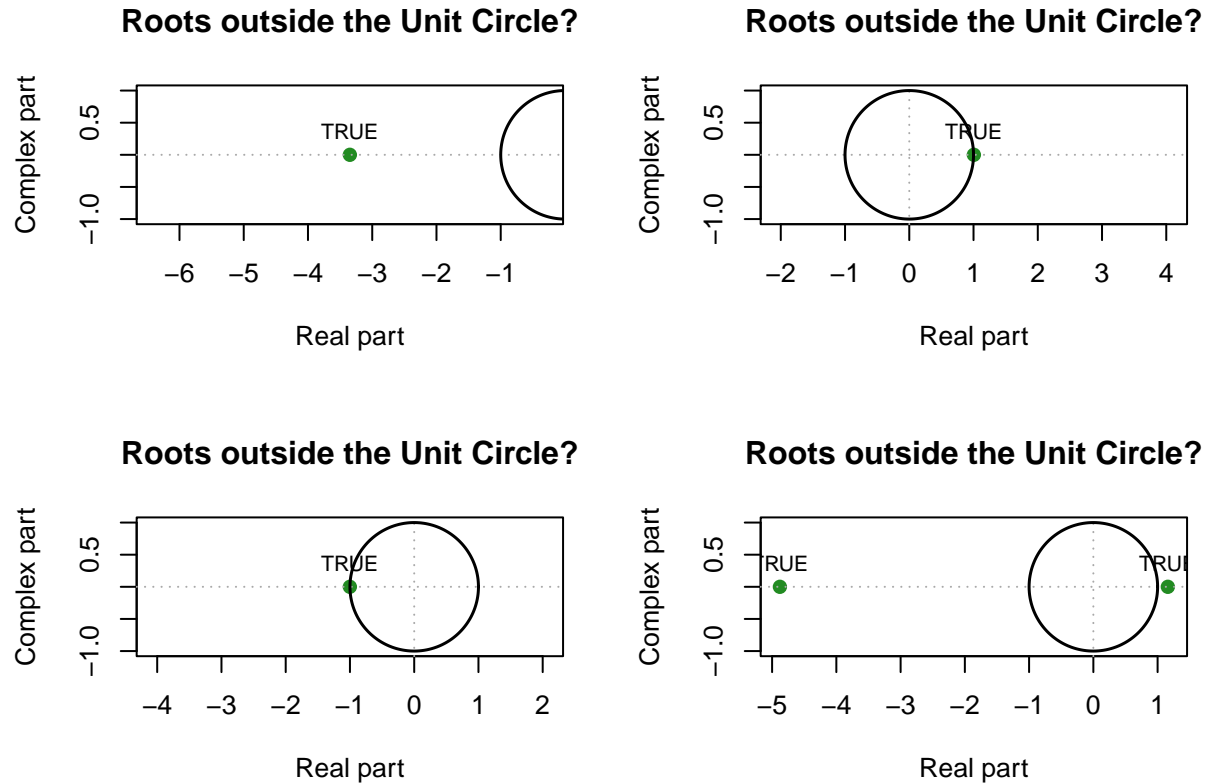 Roots outside the Unit Circle?
Complex part
0.5
−1.0
TRUE
−6 −5 −4 −3 −2 −1
Real part
Roots outside the Unit Circle?
Complex part
0.5
−1.0
TRUE
−2 −1 0 1 2 3 4
Real part
Roots outside the Unit Circle?
Complex part
0.5
−1.0
TRUE
−4 −3 −2 −1 0 1 2
Real part
Roots outside the Unit Circle?
Complex part
0.5
−1.0
TRUE TRUE
−5 −4 −3 −2 −1 0 1
Real part